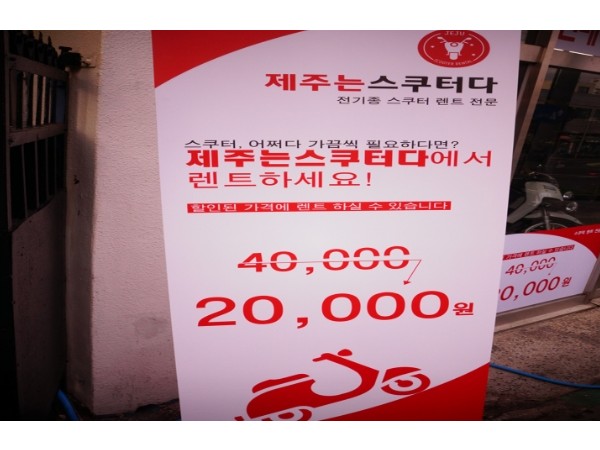 JEJU
제주는스쿠터다
전기종 스쿠터 렌트 전문
스쿠터, 어쩌다 가끔씩 필요하다면?
제주는스쿠터다에서
렌트하세요!
할인된 가격에 렌트 하실 수 있습니다
40,000
20,000원
40,000
20,000원